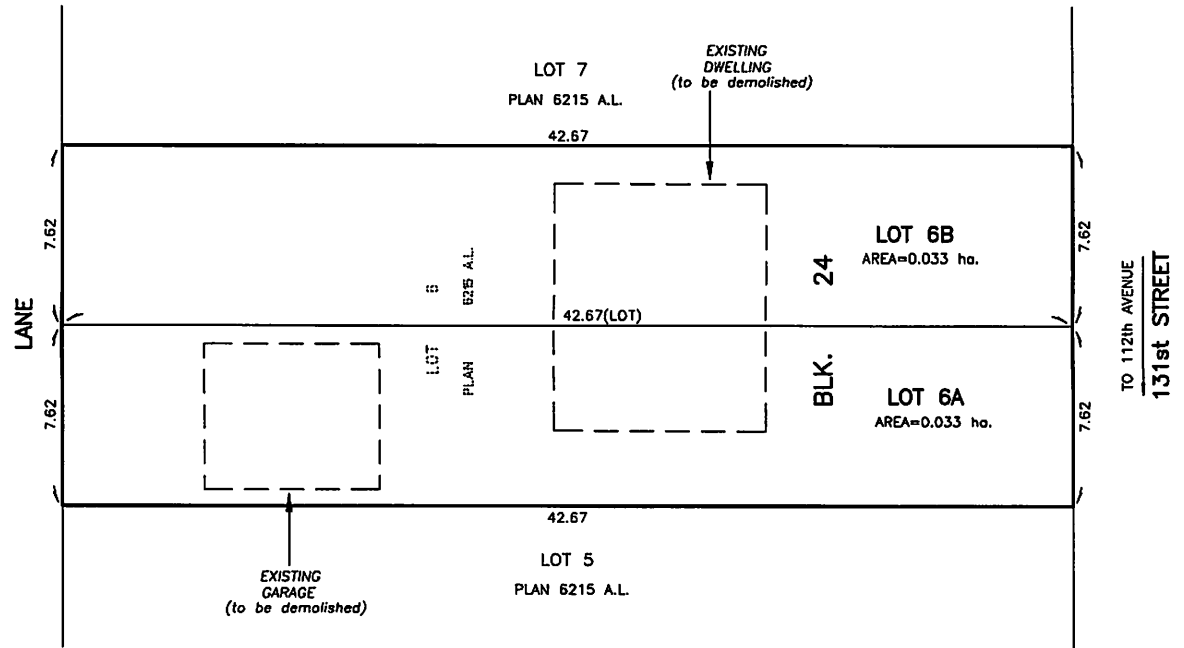 EXISTING
DWELLING
(to be demolished)
LOT 7
PLAN 6215 A.L.
42.67
7.62
7.62
LOT 6B
AREA=0.033 ha.
LOT 6
PLAN 6215 A.L.
BLK. 24
42.67(LOT)
LANE
TO 112th AVENUE
131st STREET
7.62
7.62
LOT 6A
AREA=0.033 ha.
42.67
LOT 5
PLAN 6215 A.L.
EXISTING
GARAGE
(to be demolished)